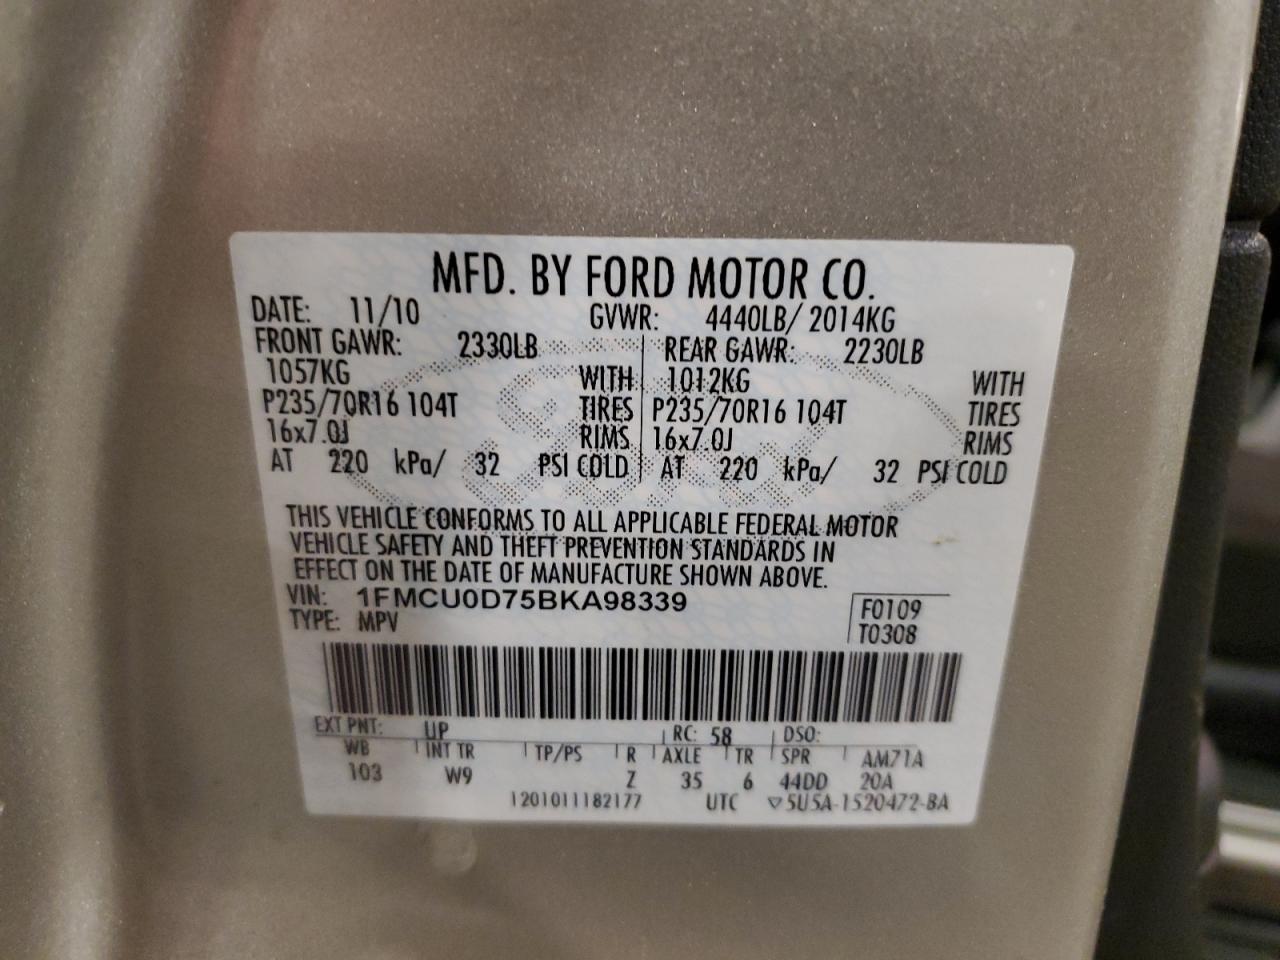 MFD. BY FORD MOTOR CO.
DATE: 11/10 GVWR: 4440LB/ 2014KG
FRONT GAWR: 2330LB REAR GAWR: 2230LB
1057KG WITH 1012KG WITH
P235/70R16 104T TIRES P235/70R16 104T TIRES
16x7.0J RIMS 16x7.0J RIMS
AT 220 kPa/ 32 PSI COLD AT 220 kPa/ 32 PSI COLD
THIS VEHICLE CONFORMS TO ALL APPLICABLE FEDERAL MOTOR
VEHICLE SAFETY AND THEFT PREVENTION STANDARDS IN
EFFECT ON THE DATE OF MANUFACTURE SHOWN ABOVE.
VIN: 1FMCU0D75BKA98339 F0109
TYPE: MPV T0308
EXT PNT: UP RC: 58 DSO:
WB INT TR TP/PS R AXLE TR SPR AM71A
103 W9 Z 35 6 44DD 20A
1201011182177 UTC ▽5U5A-1520472-BA